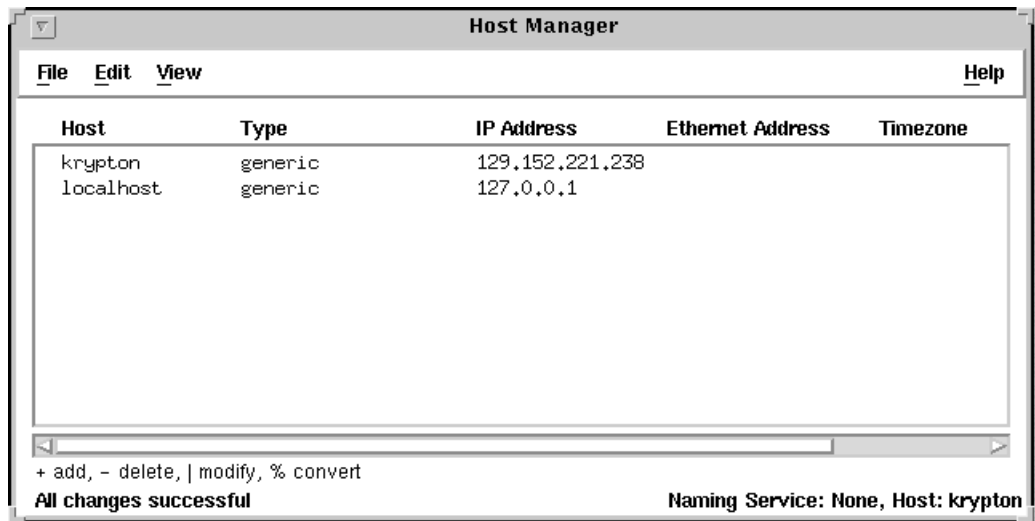 Host Manager
File Edit View Help
Host Type IP Address Ethernet Address Timezone
krypton generic 129.152.221.238
localhost generic 127.0.0.1
+ add, – delete, | modify, % convert
All changes successful Naming Service: None, Host: krypton